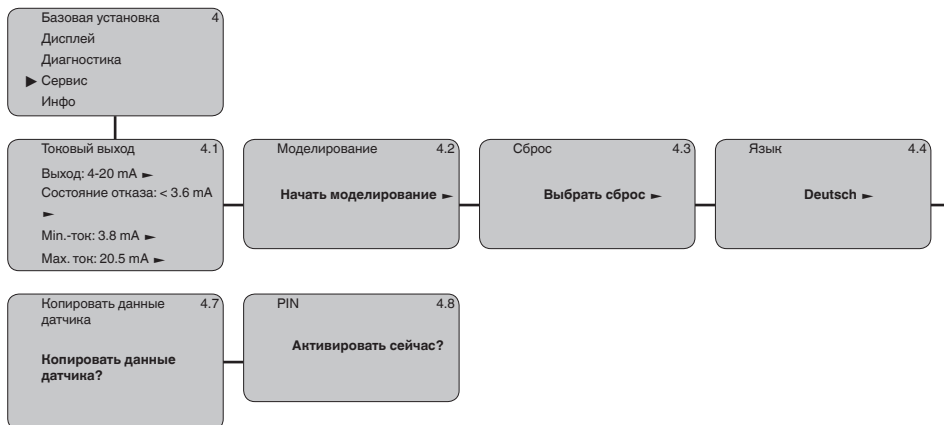 Базовая установка 4
Дисплей
Диагностика
▶ Сервис
Инфо
Токовый выход 4.1
Выход: 4-20 mA ►
Состояние отказа: < 3.6 mA
►
Min.-ток: 3.8 mA ►
Max. ток: 20.5 mA ►
Моделирование 4.2
Начать моделирование ►
Сброс 4.3
Выбрать сброс ►
Язык 4.4
Deutsch ►
Копировать данные 4.7
датчика
Копировать данные
датчика?
PIN 4.8
Активировать сейчас?